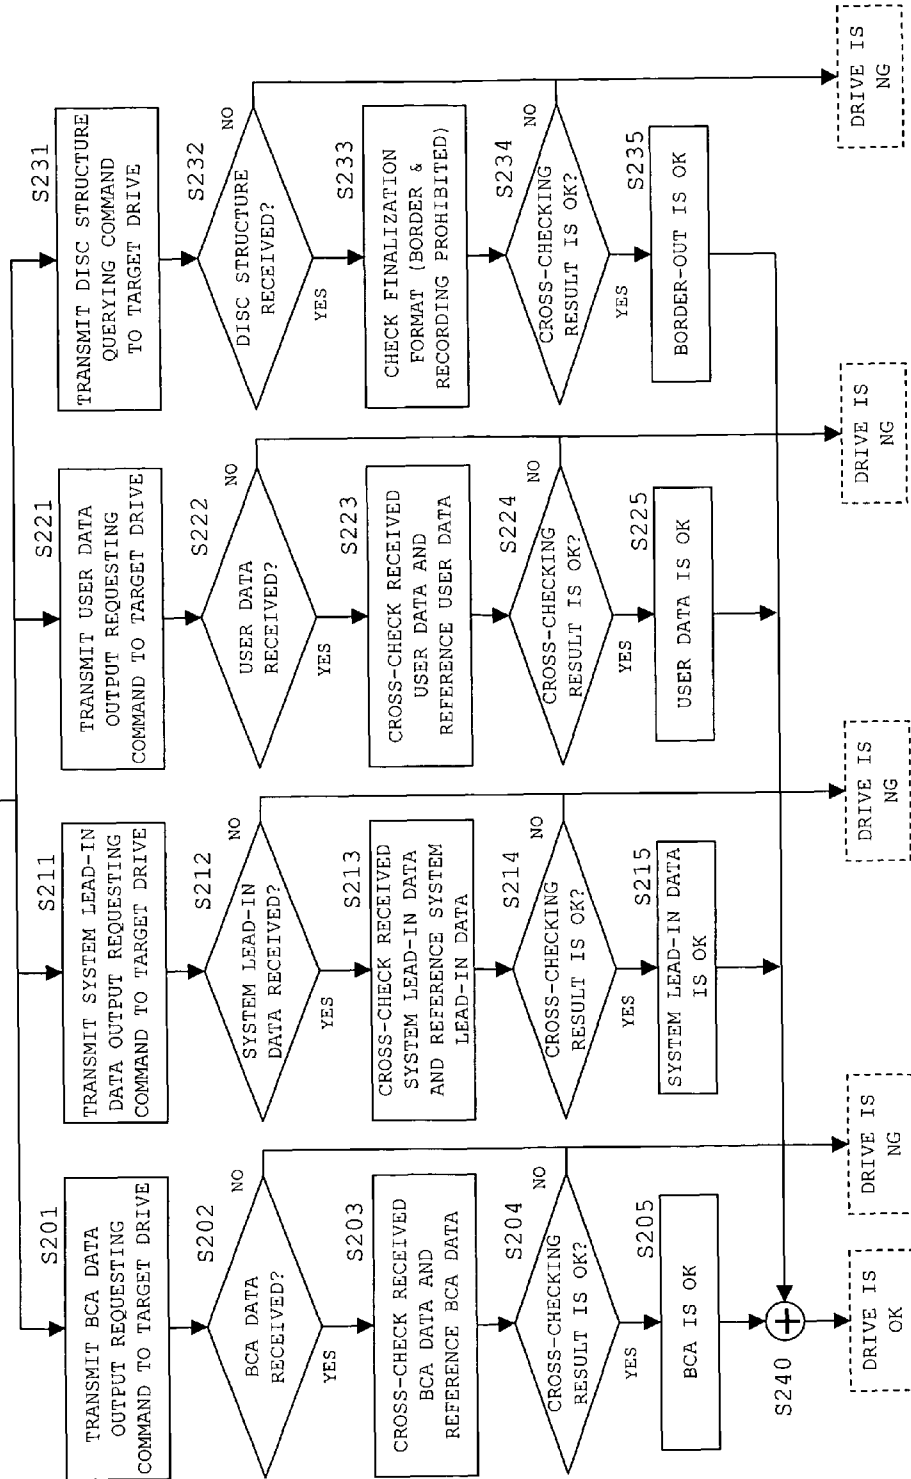 S201
TRANSMIT BCA DATA
OUTPUT REQUESTING
COMMAND TO TARGET DRIVE
S202
BCA DATA
RECEIVED?
NO
YES
S203
CROSS-CHECK RECEIVED
BCA DATA AND
REFERENCE BCA DATA
S204
CROSS-CHECKING
RESULT IS OK?
NO
YES
S205
BCA IS OK
S240
DRIVE IS
OK
DRIVE IS
NG
S211
TRANSMIT SYSTEM LEAD-IN
DATA OUTPUT REQUESTING
COMMAND TO TARGET DRIVE
S212
SYSTEM LEAD-IN
DATA RECEIVED?
NO
YES
S213
CROSS-CHECK RECEIVED
SYSTEM LEAD-IN DATA
AND REFERENCE SYSTEM
LEAD-IN DATA
S214
CROSS-CHECKING
RESULT IS OK?
NO
YES
S215
SYSTEM LEAD-IN DATA
IS OK
DRIVE IS
NG
S221
TRANSMIT USER DATA
OUTPUT REQUESTING
COMMAND TO TARGET DRIVE
S222
USER DATA
RECEIVED?
NO
YES
S223
CROSS-CHECK RECEIVED
USER DATA AND
REFERENCE USER DATA
S224
CROSS-CHECKING
RESULT IS OK?
NO
YES
S225
USER DATA IS OK
DRIVE IS
NG
S231
TRANSMIT DISC STRUCTURE
QUERYING COMMAND
TO TARGET DRIVE
S232
DISC STRUCTURE
RECEIVED?
NO
YES
S233
CHECK FINALIZATION
FORMAT (BORDER &
RECORDING PROHIBITED)
S234
CROSS-CHECKING
RESULT IS OK?
NO
YES
S235
BORDER-OUT IS OK
DRIVE IS
NG